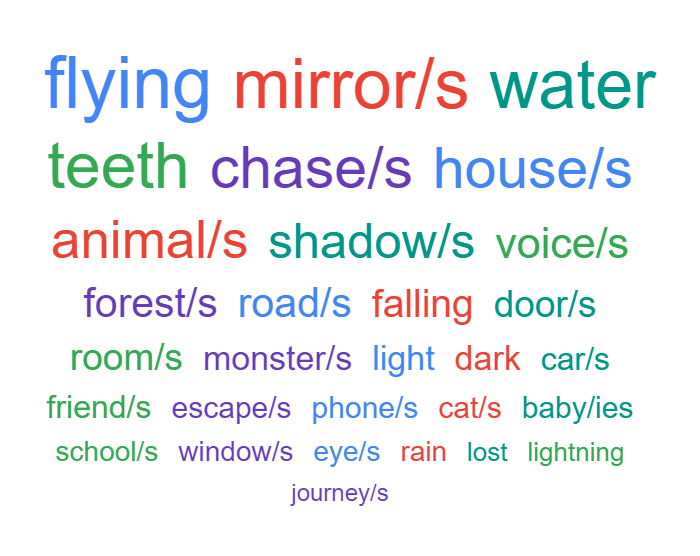 flying mirror/s water
teeth chase/s house/s
animal/s shadow/s voice/s
forest/s road/s falling door/s
room/s monster/s light dark car/s
friend/s escape/s phone/s cat/s baby/ies
school/s window/s eye/s rain lost lightning
journey/s